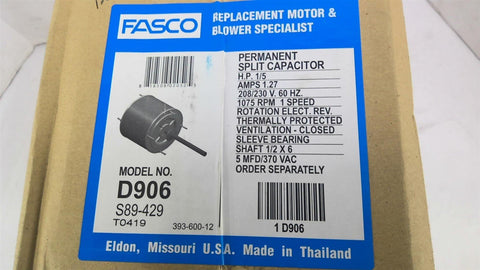 FASCO
REPLACEMENT MOTOR &
BLOWER SPECIALIST
PERMANENT
SPLIT CAPACITOR
H.P. 1/5
AMPS 1.27
208/230 V. 60 HZ.
1075 RPM 1 SPEED
ROTATION ELECT. REV.
THERMALLY PROTECTED
VENTILATION - CLOSED
SLEEVE BEARING
SHAFT 1/2 X 6
5 MFD/370 VAC
ORDER SEPARATELY
MODEL NO.
D906
S89-429
T0419
393-600-12
1 D906
Eldon, Missouri U.S.A. Made in Thailand